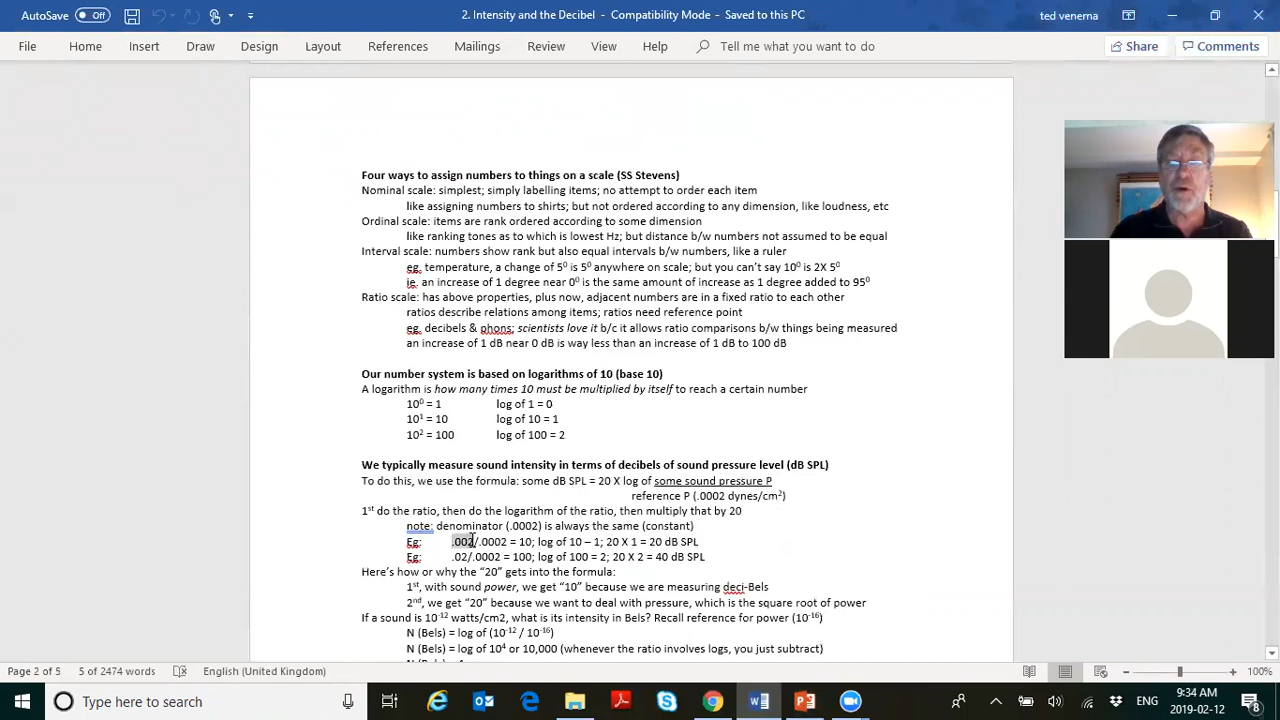 AutoSave Off
2. Intensity and the Decibel - Compatibility Mode - Saved to this PC
ted venema
File Home Insert Draw Design Layout References Mailings Review View Help Tell me what you want to do Share Comments
Four ways to assign numbers to things on a scale (SS Stevens)
Nominal scale: simplest; simply labelling items; no attempt to order each item
like assigning numbers to shirts; but not ordered according to any dimension, like loudness, etc
Ordinal scale: items are rank ordered according to some dimension
like ranking tones as to which is lowest Hz; but distance b/w numbers not assumed to be equal
Interval scale: numbers show rank but also equal intervals b/w numbers, like a ruler
eg. temperature, a change of 5⁰ is 5⁰ anywhere on scale; but you can't say 10⁰ is 2X 5⁰
ie. an increase of 1 degree near 0⁰ is the same amount of increase as 1 degree added to 95⁰
Ratio scale: has above properties, plus now, adjacent numbers are in a fixed ratio to each other
ratios describe relations among items; ratios need reference point
eg. decibels & phons; scientists love it b/c it allows ratio comparisons b/w things being measured
an increase of 1 dB near 0 dB is way less than an increase of 1 dB to 100 dB
Our number system is based on logarithms of 10 (base 10)
A logarithm is how many times 10 must be multiplied by itself to reach a certain number
10⁰ = 1 log of 1 = 0
10¹ = 10 log of 10 = 1
10² = 100 log of 100 = 2
We typically measure sound intensity in terms of decibels of sound pressure level (dB SPL)
To do this, we use the formula: some dB SPL = 20 X log of some sound pressure P
reference P (.0002 dynes/cm²)
1st do the ratio, then do the logarithm of the ratio, then multiply that by 20
note: denominator (.0002) is always the same (constant)
Eg: .002/.0002 = 10; log of 10 – 1; 20 X 1 = 20 dB SPL
Eg: .02/.0002 = 100; log of 100 = 2; 20 X 2 = 40 dB SPL
Here's how or why the "20" gets into the formula:
1st, with sound power, we get "10" because we are measuring deci-Bels
2nd, we get "20" because we want to deal with pressure, which is the square root of power
If a sound is 10⁻¹² watts/cm2, what is its intensity in Bels? Recall reference for power (10⁻¹⁶)
N (Bels) = log of (10⁻¹² / 10⁻¹⁶)
N (Bels) = log of 10⁴ or 10,000 (whenever the ratio involves logs, you just subtract)
Page 2 of 5 5 of 2474 words English (United Kingdom) 100%
Type here to search
ENG
9:34 AM
2019-02-12
8